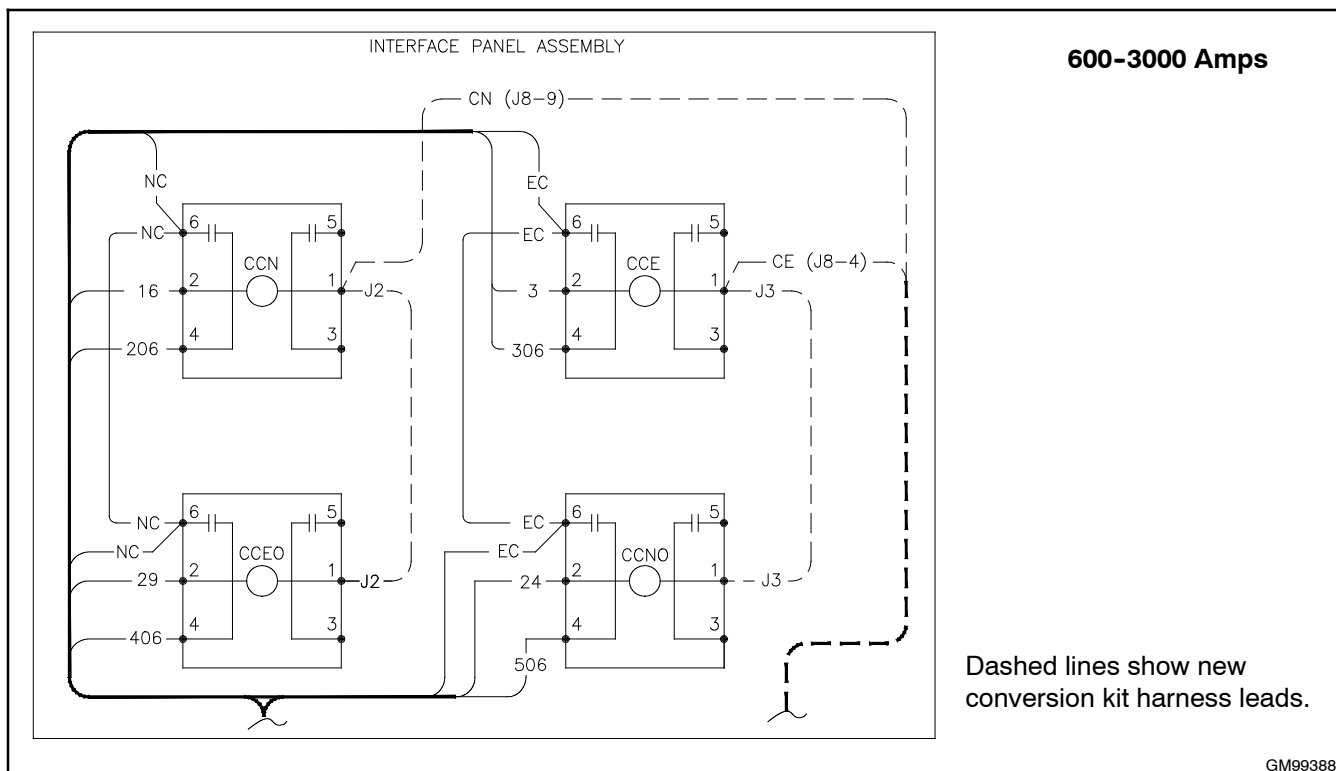 INTERFACE PANEL ASSEMBLY
600-3000 Amps
CN (J8-9)
NC
EC
6
5
6
5
NC
EC
CCN
CCE
CE (J8-4)
16
2
1
J2
3
2
1
J3
4
3
4
3
206
306
6
5
6
5
NC
EC
NC
CCEO
EC
CCNO
29
2
1
J2
24
2
1
J3
4
3
4
3
406
506
Dashed lines show new
conversion kit harness leads.
GM99388